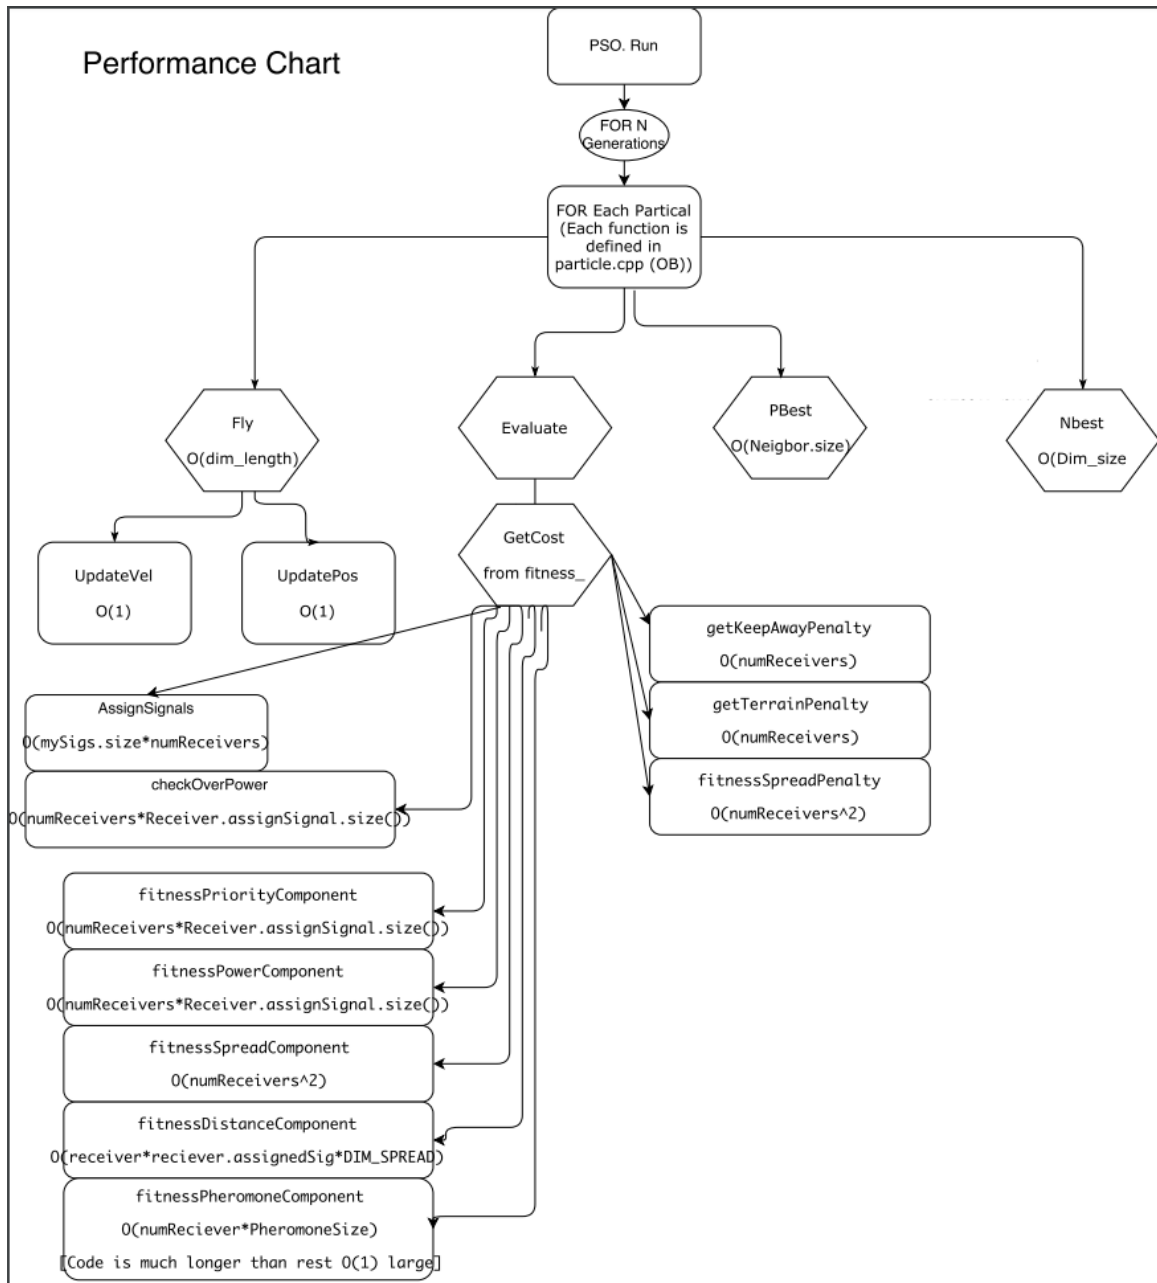 Performance Chart
PSO. Run
FOR N
Generations
FOR Each Partical
(Each function is
defined in
particle.cpp (OB))
Fly
O(dim_length)
Evaluate
PBest
O(Neigbor.size)
Nbest
O(Dim_size
UpdateVel
O(1)
UpdatePos
O(1)
GetCost
from fitness_
getKeepAwayPenalty
O(numReceivers)
getTerrainPenalty
O(numReceivers)
fitnessSpreadPenalty
O(numReceivers^2)
AssignSignals
O(mySigs.size*numReceivers)
checkOverPower
O(numReceivers*Receiver.assignSignal.size())
fitnessPriorityComponent
O(numReceivers*Receiver.assignSignal.size())
fitnessPowerComponent
O(numReceivers*Receiver.assignSignal.size())
fitnessSpreadComponent
O(numReceivers^2)
fitnessDistanceComponent
O(receiver*reciever.assignedSig*DIM_SPREAD)
fitnessPheromoneComponent
O(numReciever*PheromoneSize)
[Code is much longer than rest O(1) large]